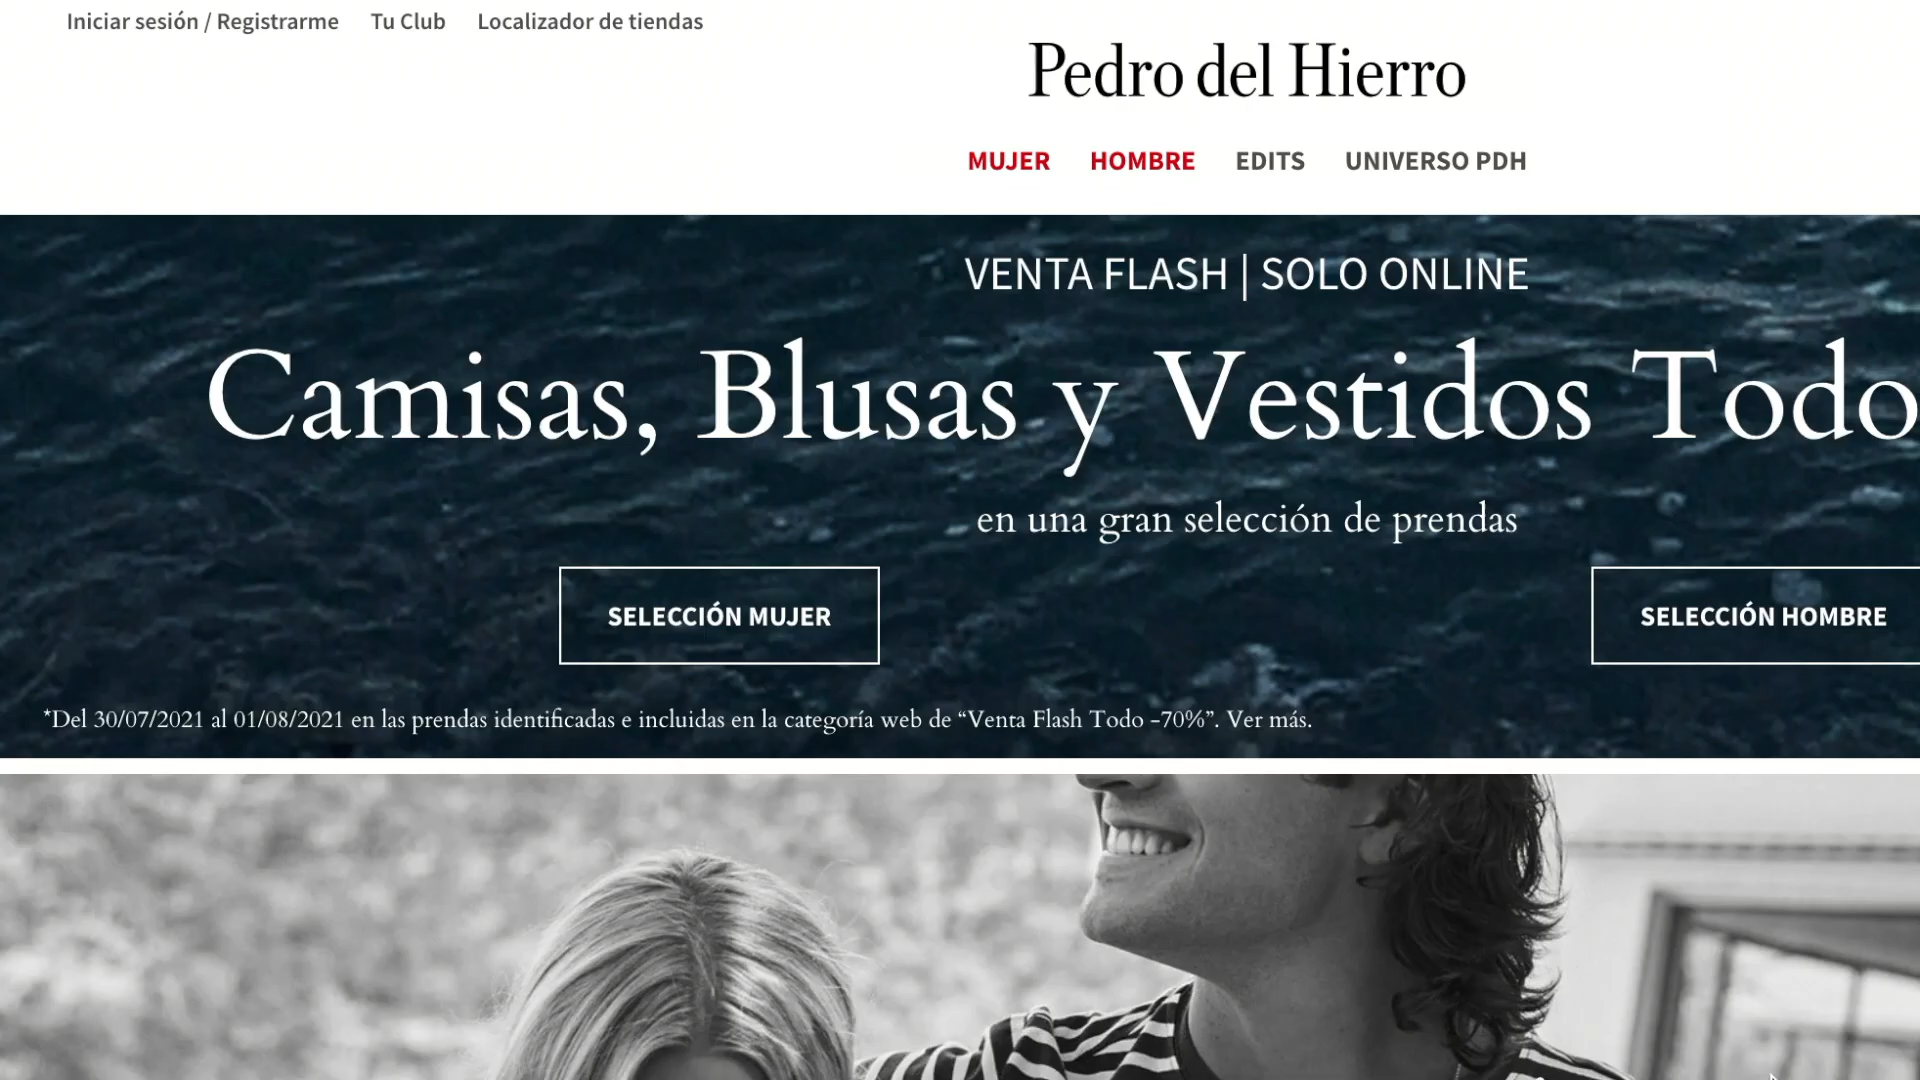 Iniciar sesión / Registrarme Tu Club Localizador de tiendas
Pedro del Hierro
MUJER HOMBRE EDITS UNIVERSO PDH
VENTA FLASH | SOLO ONLINE
Camisas, Blusas y Vestidos Todo
en una gran selección de prendas
SELECCIÓN MUJER SELECCIÓN HOMBRE
*Del 30/07/2021 al 01/08/2021 en las prendas identificadas e incluidas en la categoría web de “Venta Flash Todo -70%”. Ver más.